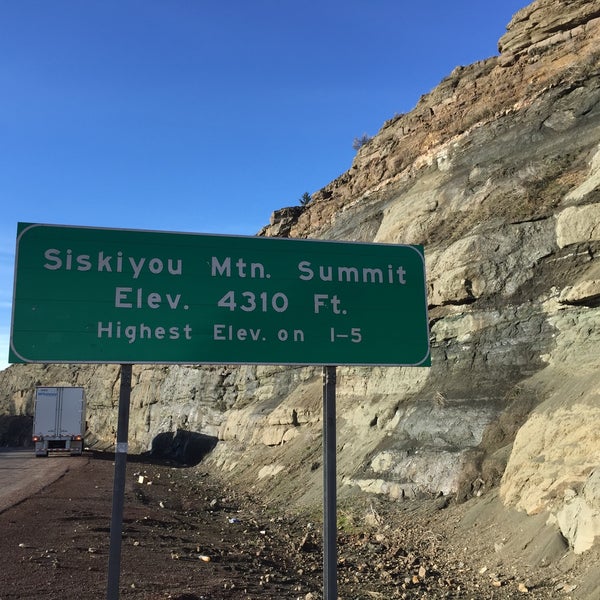 Siskiyou Mtn. Summit
Elev. 4310 Ft.
Highest Elev. on I-5